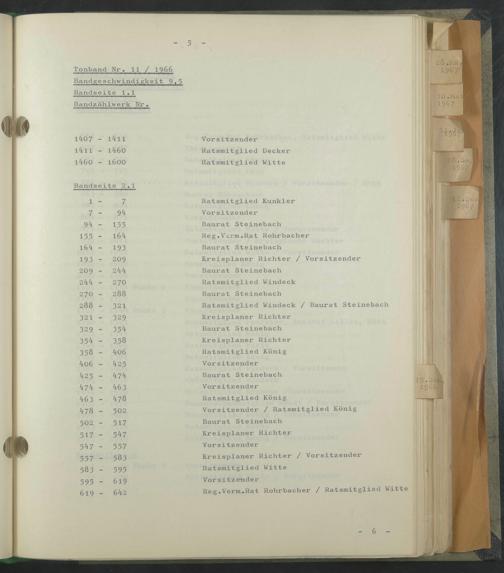 - 5 -
Tonband Nr. 11 / 1966
Bandgeschwindigkeit 9,5
Bandseite 1.1
Bandzählwerk Nr.
1407 - 1411 Vorsitzender
1411 - 1460 Ratsmitglied Decker
1460 - 1600 Ratsmitglied Witte
Bandseite 2.1
1 - 7 Ratsmitglied Kunkler
7 - 94 Vorsitzender
94 - 155 Baurat Steinebach
155 - 164 Reg.Verm.Rat Rohrbacher
164 - 193 Baurat Steinebach
193 - 209 Kreisplaner Richter / Vorsitzender
209 - 244 Baurat Steinebach
244 - 270 Ratsmitglied Windeck
270 - 288 Baurat Steinebach
288 - 321 Ratsmitglied Windeck / Baurat Steinebach
321 - 329 Kreisplaner Richter
329 - 354 Baurat Steinebach
354 - 358 Kreisplaner Richter
358 - 406 Ratsmitglied König
406 - 425 Vorsitzender
425 - 474 Baurat Steinebach
474 - 463 Vorsitzender
463 - 478 Ratsmitglied König
478 - 502 Vorsitzender / Ratsmitglied König
502 - 517 Baurat Steinebach
517 - 547 Kreisplaner Richter
547 - 557 Vorsitzender
557 - 583 Kreisplaner Richter / Vorsitzender
583 - 595 Ratsmitglied Witte
595 - 619 Vorsitzender
619 - 642 Reg.Verm.Rat Rohrbacher / Ratsmitglied Witte
- 6 -
1967
1967